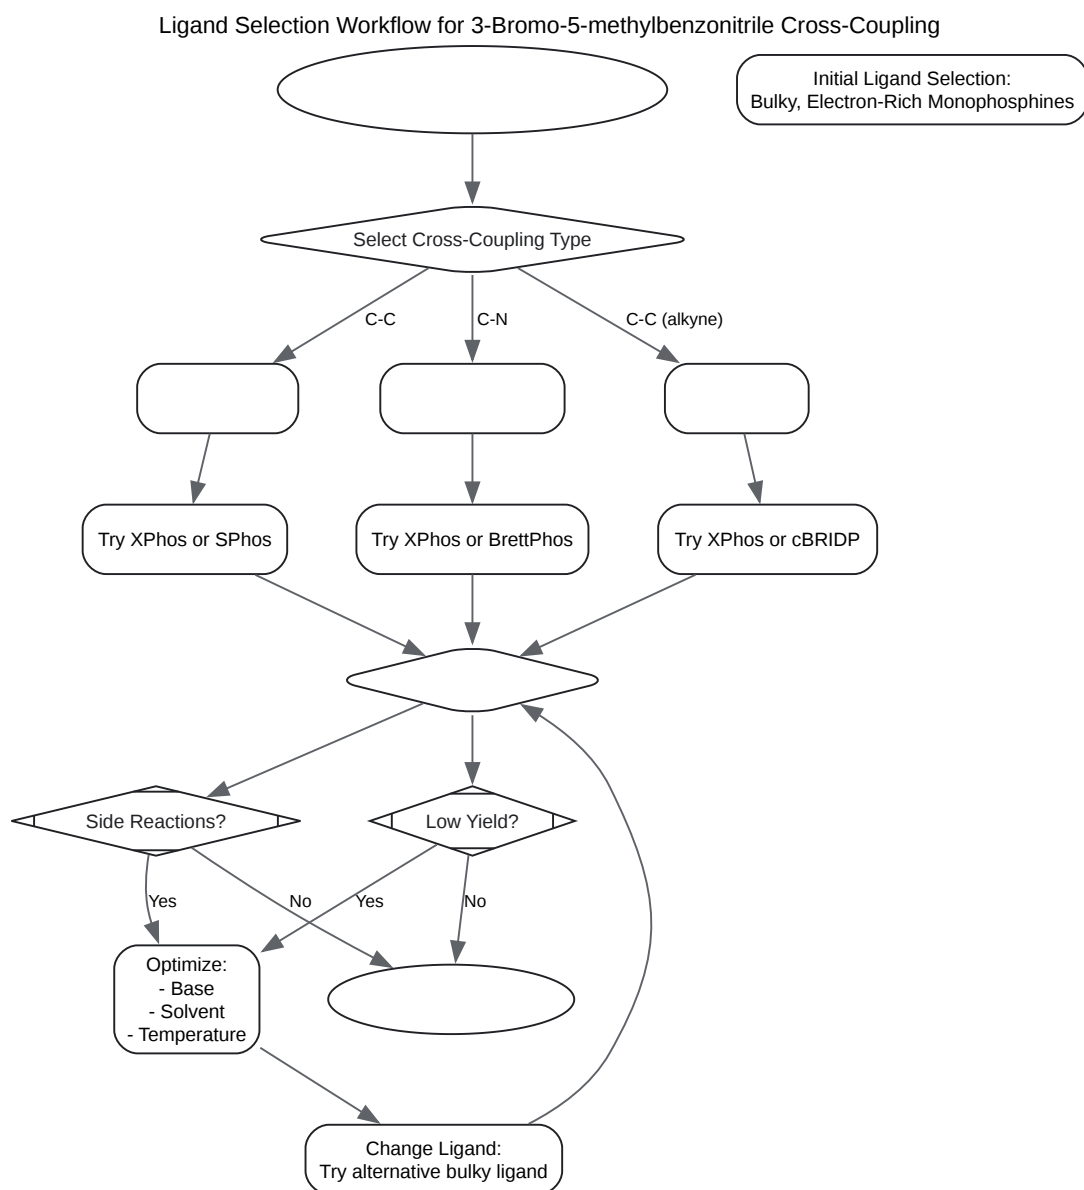 Ligand Selection Workflow for 3-Bromo-5-methylbenzonitrile Cross-Coupling
Initial Ligand Selection:
Bulky, Electron-Rich Monophosphines
Select Cross-Coupling Type
C-C
C-N
C-C (alkyne)
Try XPhos or SPhos
Try XPhos or BrettPhos
Try XPhos or cBRIDP
Side Reactions?
Low Yield?
Yes
No
Yes
No
Optimize:
- Base
- Solvent
- Temperature
Change Ligand:
Try alternative bulky ligand